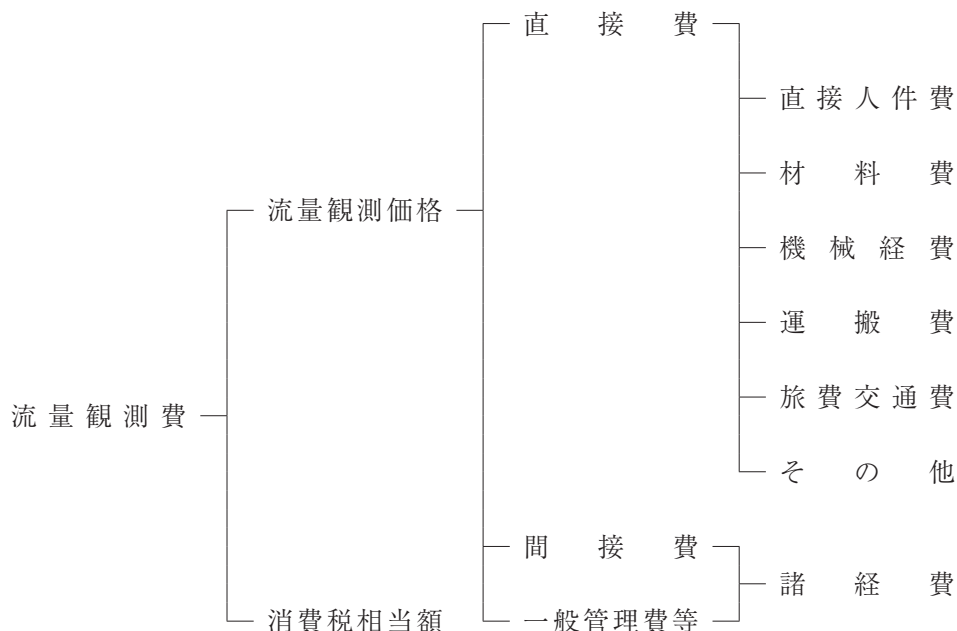 直接費
直接人件費
材料費
機械経費
流量観測価格
運搬費
旅費交通費
流量観測費
その他
間接費
諸経費
消費税相当額
一般管理費等